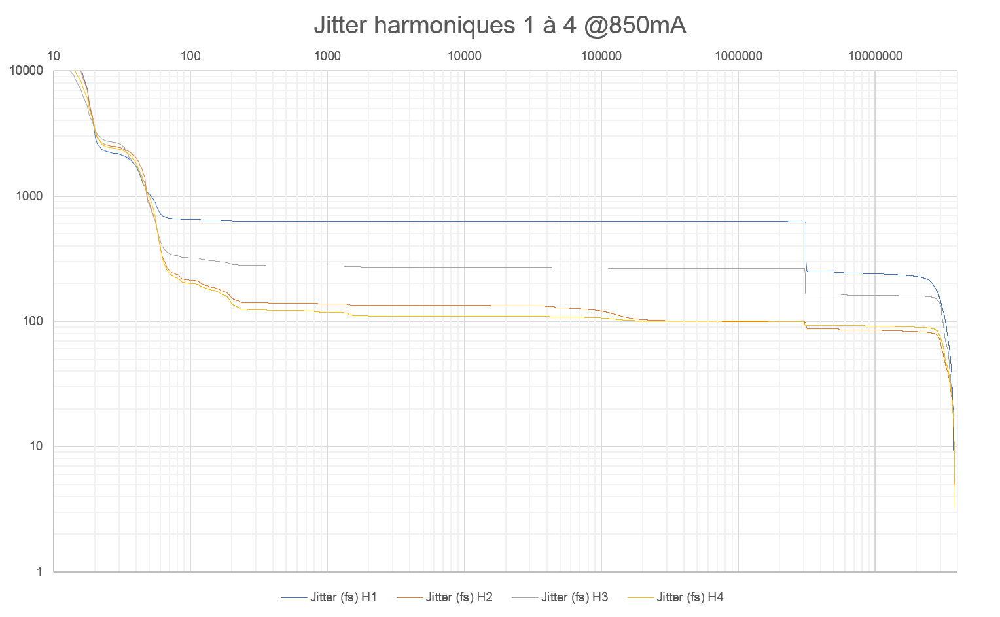 Jitter harmoniques 1 à 4 @850mA
10 100 1000 10000 100000 1000000 10000000
10000
1000
100
10
1
Jitter (fs) H1 Jitter (fs) H2 Jitter (fs) H3 Jitter (fs) H4